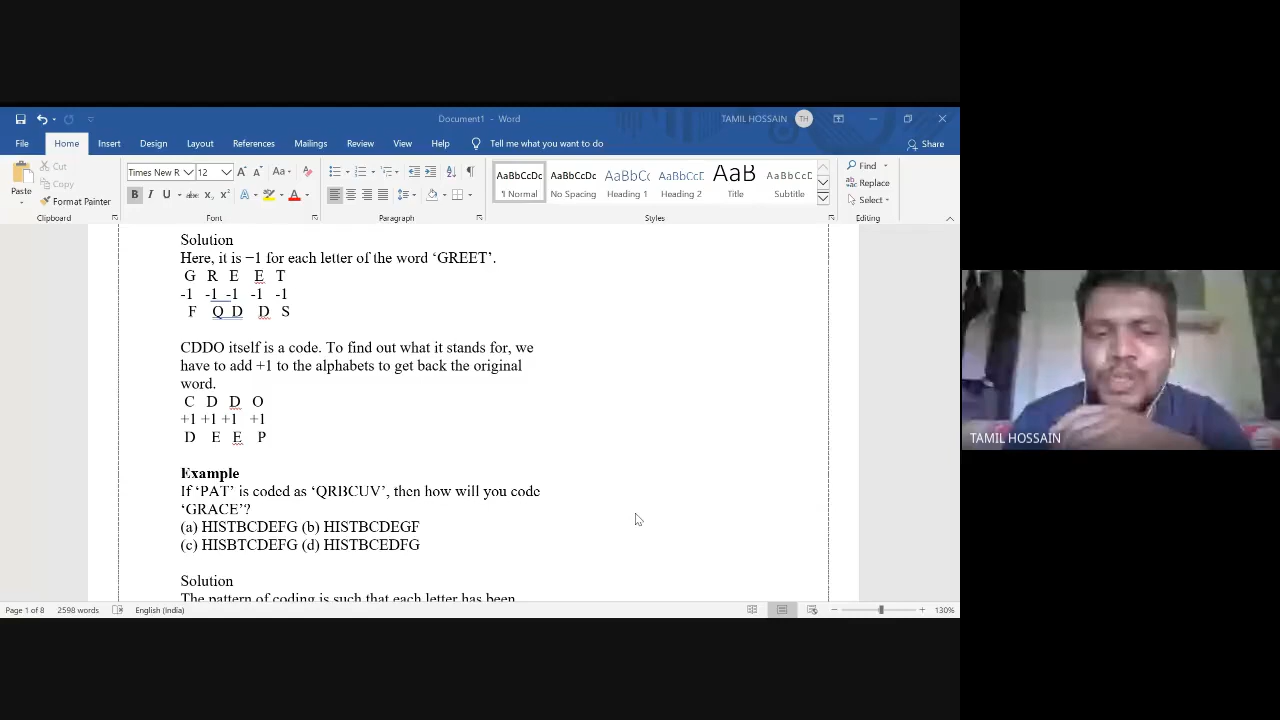 Document1 - Word
TAMIL HOSSAIN TH
File Home Insert Design Layout References Mailings Review View Help Tell me what you want to do Share
Paste
Cut
Copy
Format Painter
Clipboard
Times New R 12
Font
Paragraph
AaBbCcDc AaBbCcDc AaBbCc AaBbCcE AaB AaBbCcD
¶ Normal No Spacing Heading 1 Heading 2 Title Subtitle
Styles
Find
Replace
Select
Editing
Solution
Here, it is −1 for each letter of the word ‘GREET’.
G R E E T
-1 -1 -1 -1 -1
F Q D D S
CDDO itself is a code. To find out what it stands for, we
have to add +1 to the alphabets to get back the original
word.
C D D O
+1 +1 +1 +1
D E E P
Example
If ‘PAT’ is coded as ‘QRBCUV’, then how will you code
‘GRACE’?
(a) HISTBCDEFG (b) HISTBCDEGF
(c) HISBTCDEFG (d) HISTBCEDFG
Solution
The pattern of coding is such that each letter has been
Page 1 of 8 2598 words English (India) 130%
TAMIL HOSSAIN